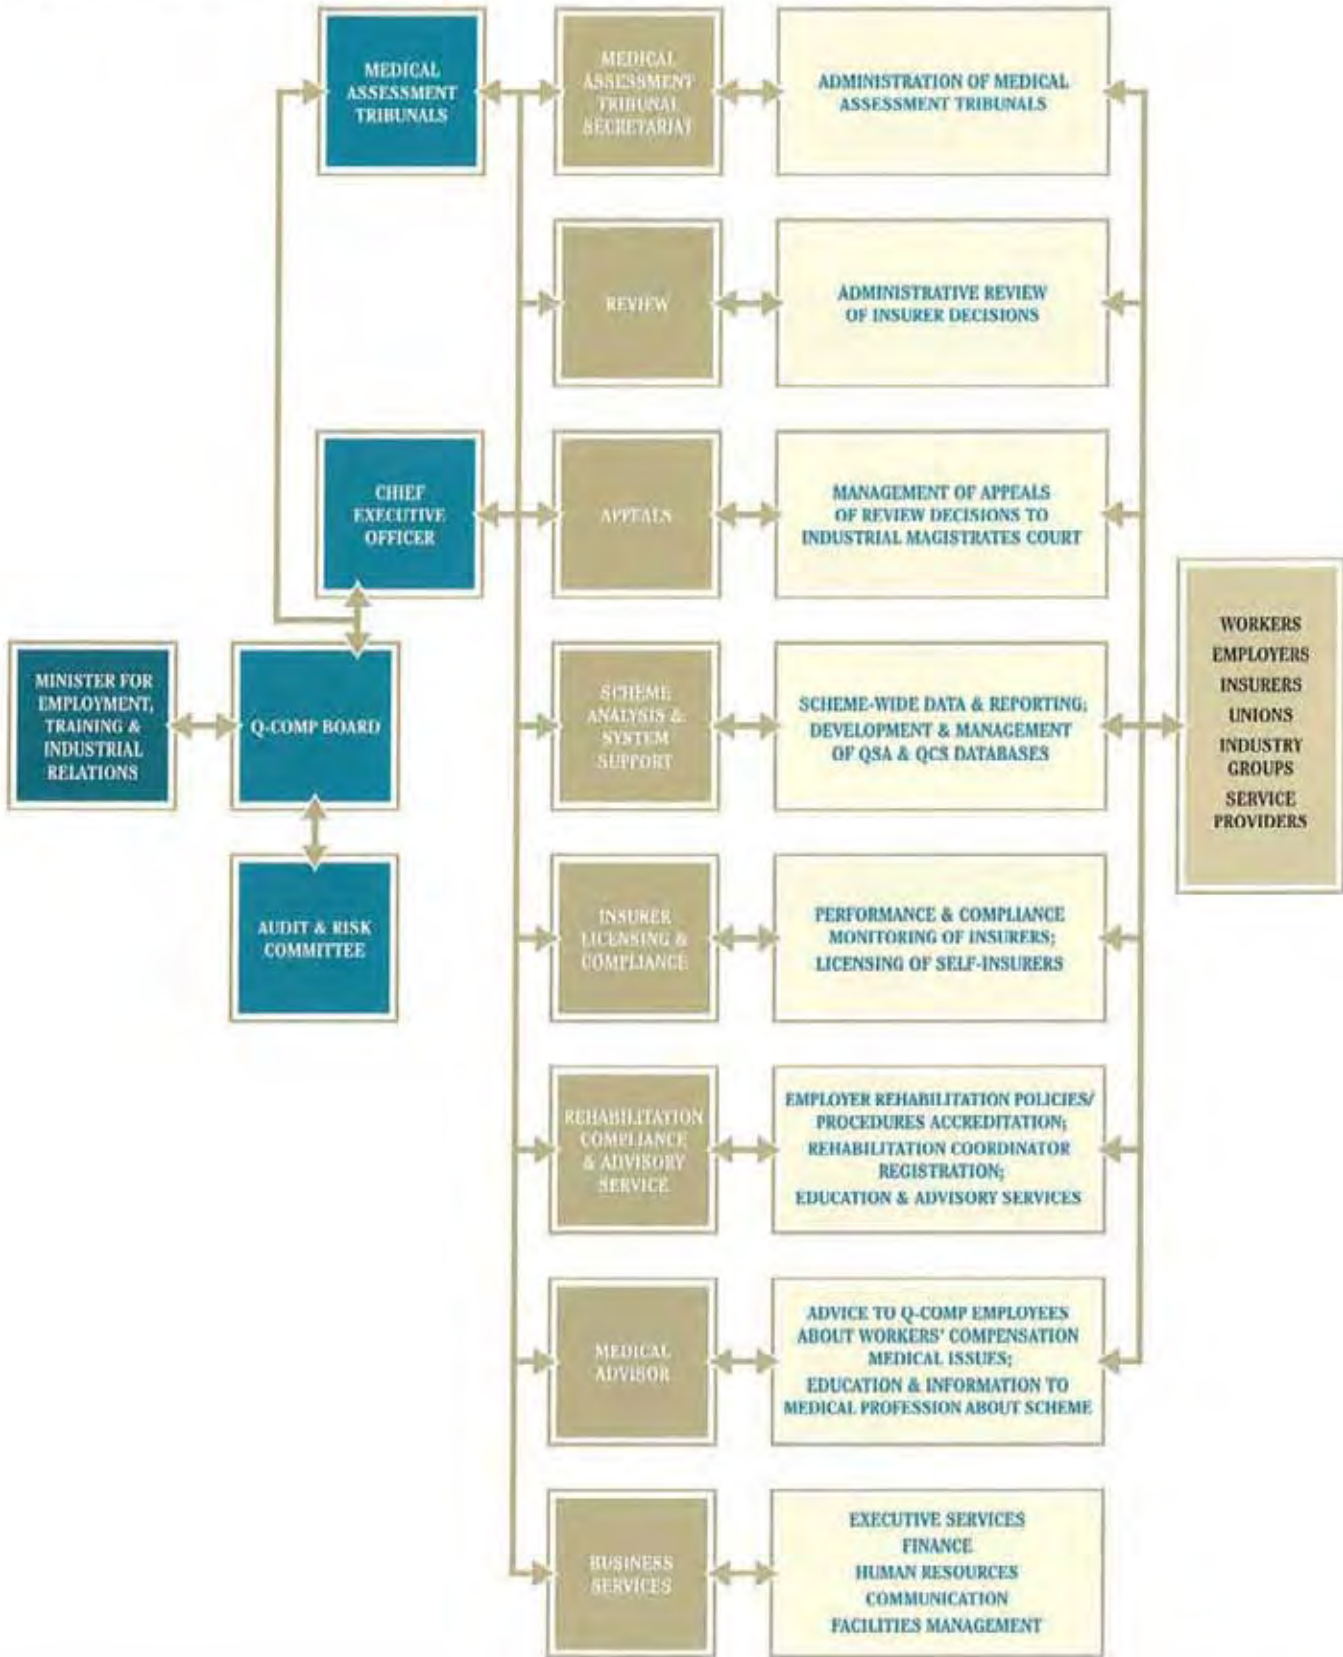 MEDICAL
ASSESSMENT
TRIBUNALS
MEDICAL
ASSESSMENT
TRIBUNAL
SECRETARIAT
ADMINISTRATION OF MEDICAL
ASSESSMENT TRIBUNALS
REVIEW
ADMINISTRATIVE REVIEW
OF INSURER DECISIONS
CHIEF
EXECUTIVE
OFFICER
APPEALS
MANAGEMENT OF APPEALS
OF REVIEW DECISIONS TO
INDUSTRIAL MAGISTRATES COURT
MINISTER FOR
EMPLOYMENT,
TRAINING &
INDUSTRIAL
RELATIONS
Q-COMP BOARD
SCHEME
ANALYSIS &
SYSTEM
SUPPORT
SCHEME-WIDE DATA & REPORTING;
DEVELOPMENT & MANAGEMENT
OF QSA & QCS DATABASES
WORKERS
EMPLOYERS
INSURERS
UNIONS
INDUSTRY
GROUPS
SERVICE
PROVIDERS
AUDIT & RISK
COMMITTEE
INSURER
LICENSING &
COMPLIANCE
PERFORMANCE & COMPLIANCE
MONITORING OF INSURERS;
LICENSING OF SELF-INSURERS
REHABILITATION
COMPLIANCE
& ADVISORY
SERVICE
EMPLOYER REHABILITATION POLICIES/
PROCEDURES ACCREDITATION;
REHABILITATION COORDINATOR
REGISTRATION;
EDUCATION & ADVISORY SERVICES
MEDICAL
ADVISOR
ADVICE TO Q-COMP EMPLOYEES
ABOUT WORKERS' COMPENSATION
MEDICAL ISSUES;
EDUCATION & INFORMATION TO
MEDICAL PROFESSION ABOUT SCHEME
BUSINESS
SERVICES
EXECUTIVE SERVICES
FINANCE
HUMAN RESOURCES
COMMUNICATION
FACILITIES MANAGEMENT